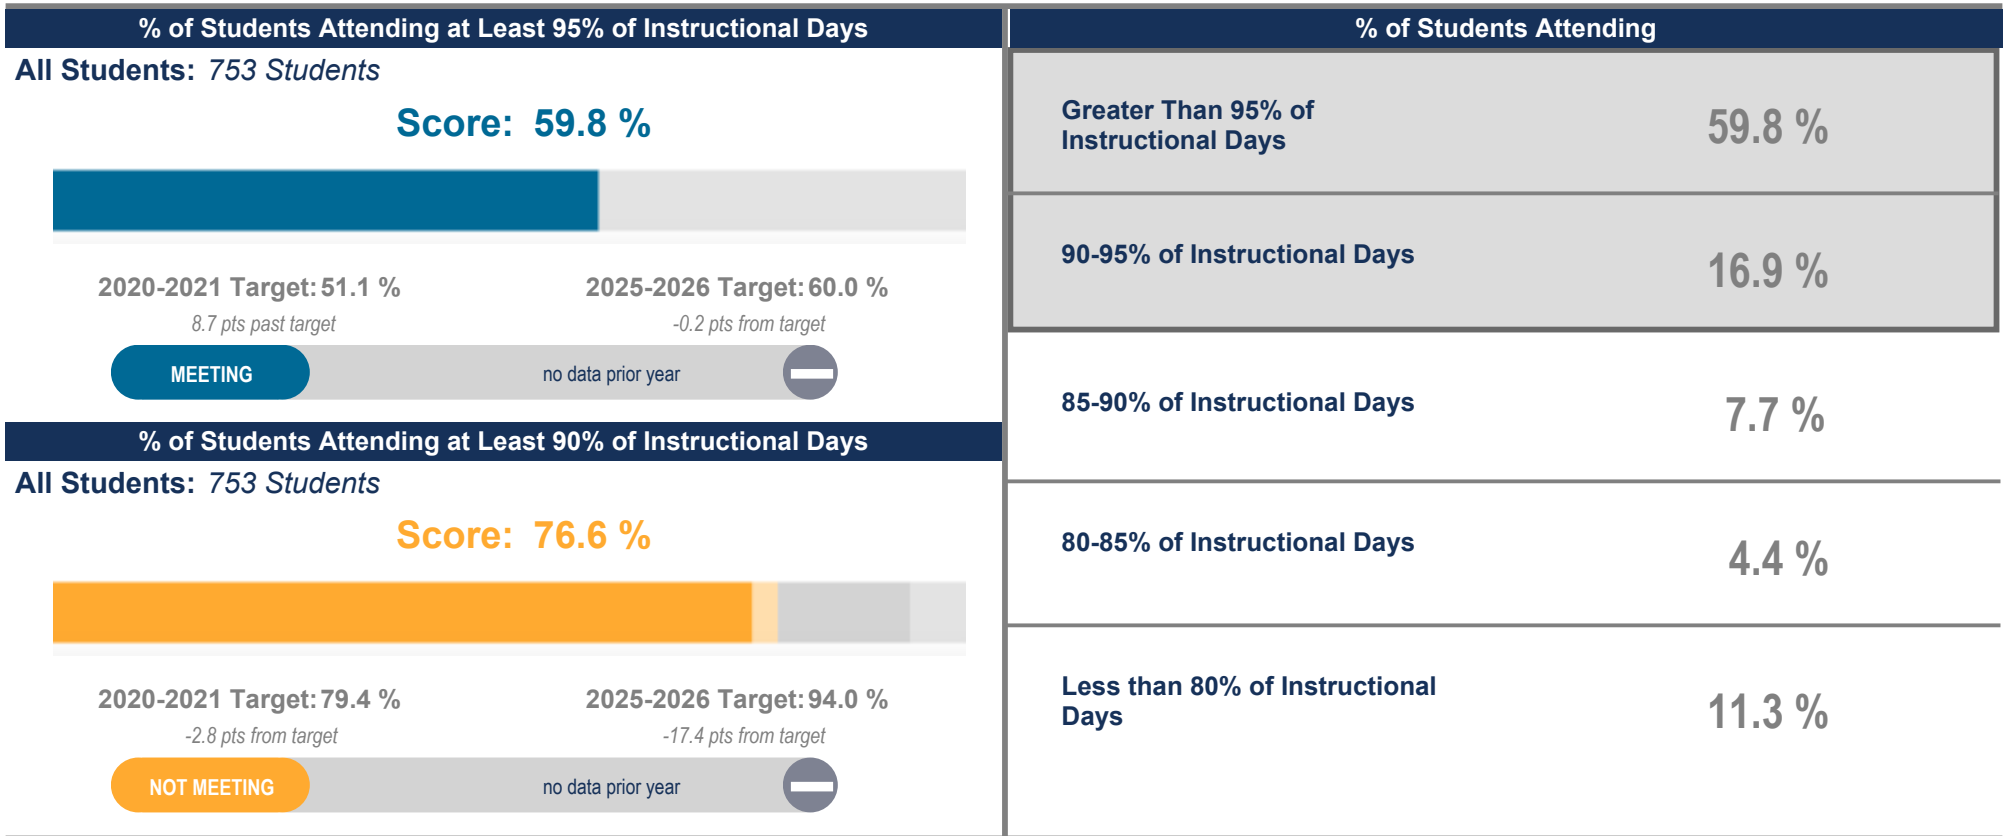 % of Students Attending at Least 95% of Instructional Days
All Students: 753 Students
Score: 59.8 %
2020-2021 Target: 51.1 %
8.7 pts past target
2025-2026 Target: 60.0 %
-0.2 pts from target
MEETING
no data prior year
% of Students Attending at Least 90% of Instructional Days
All Students: 753 Students
Score: 76.6 %
2020-2021 Target: 79.4 %
-2.8 pts from target
2025-2026 Target: 94.0 %
-17.4 pts from target
NOT MEETING
no data prior year
% of Students Attending
Greater Than 95% of
Instructional Days
59.8 %
90-95% of Instructional Days
16.9 %
85-90% of Instructional Days
7.7 %
80-85% of Instructional Days
4.4 %
Less than 80% of Instructional
Days
11.3 %